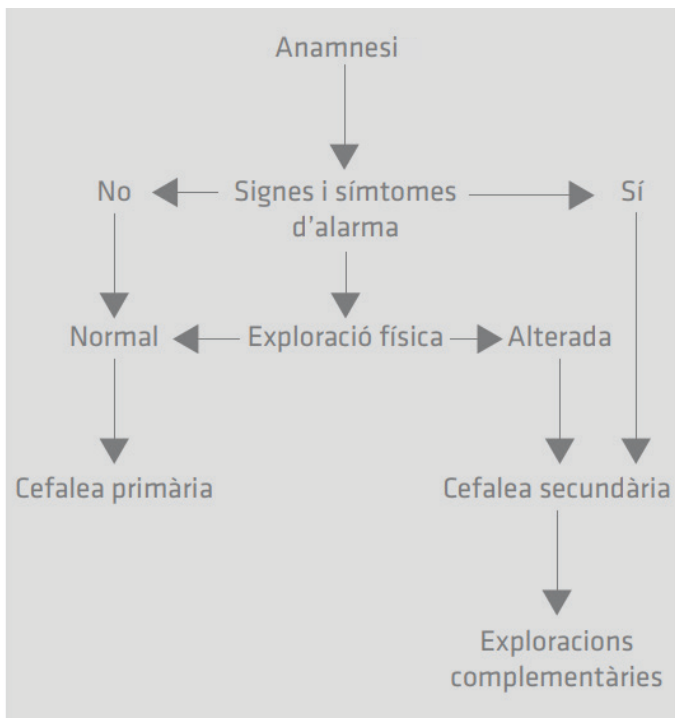 Anamnesi
No
Signes i símtomes
d'alarma
Sí
Normal
Exploració física
Alterada
Cefalea primària
Cefalea secundària
Exploracions
complementàries